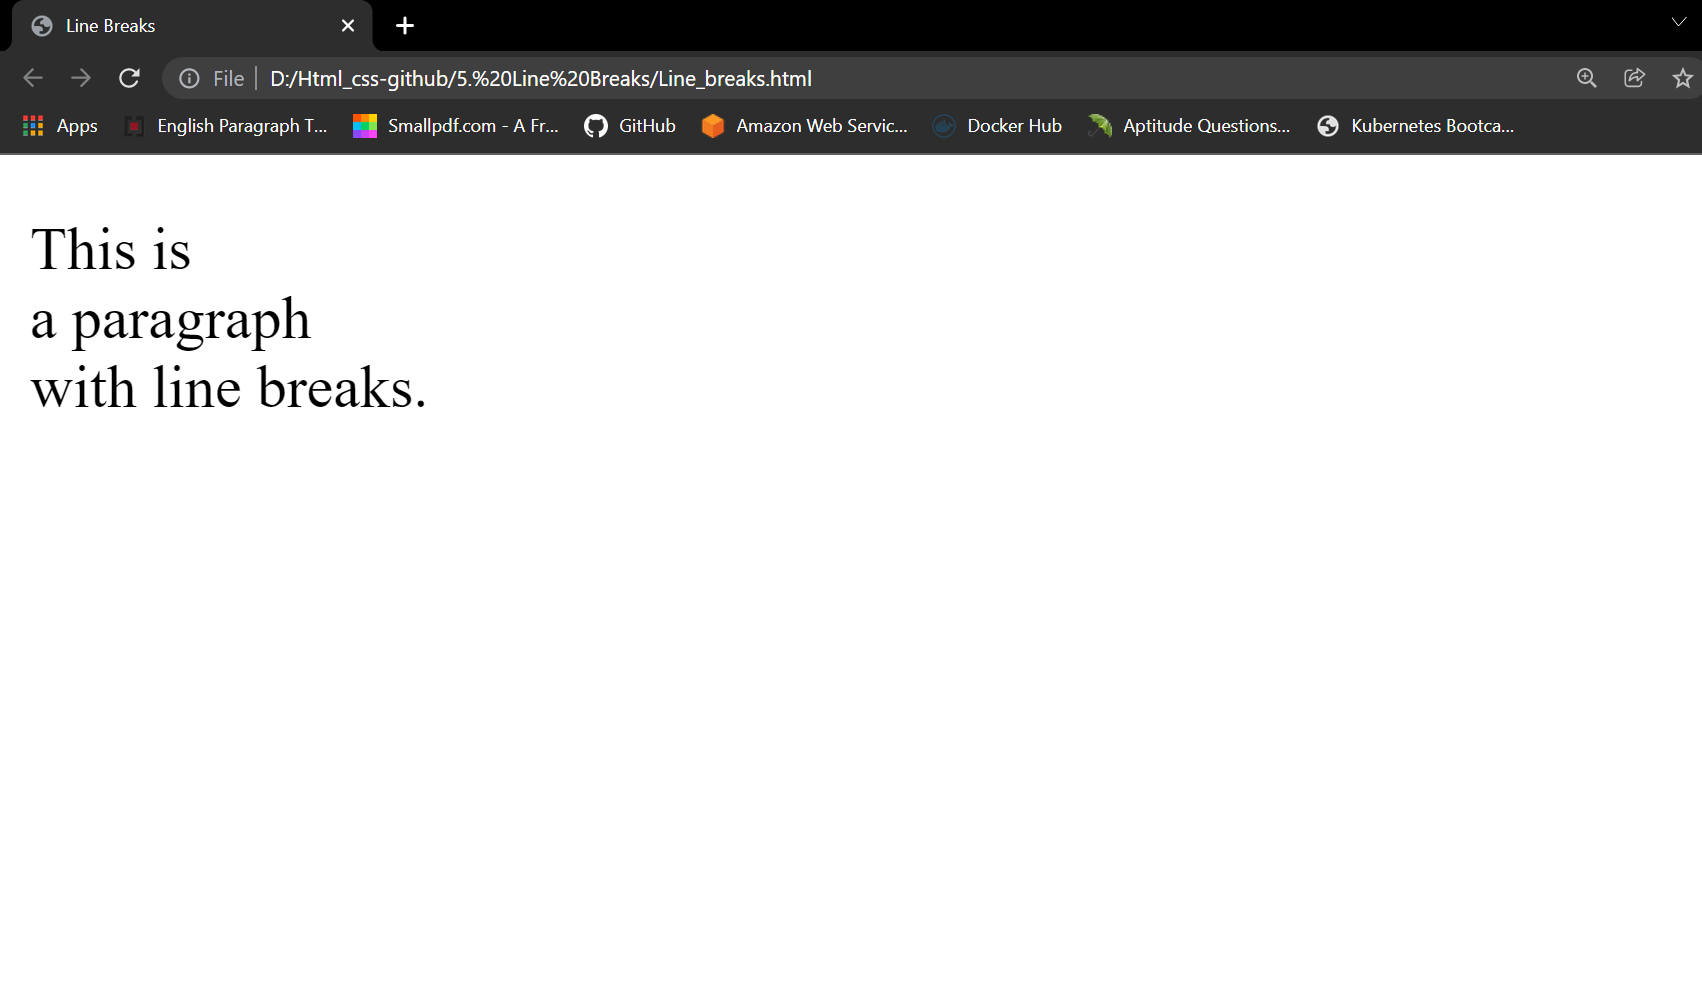 Line Breaks
File | D:/Html_css-github/5.%20Line%20Breaks/Line_breaks.html
Apps English Paragraph T... Smallpdf.com - A Fr... GitHub Amazon Web Servic... Docker Hub Aptitude Questions... Kubernetes Bootca...
This is
a paragraph
with line breaks.